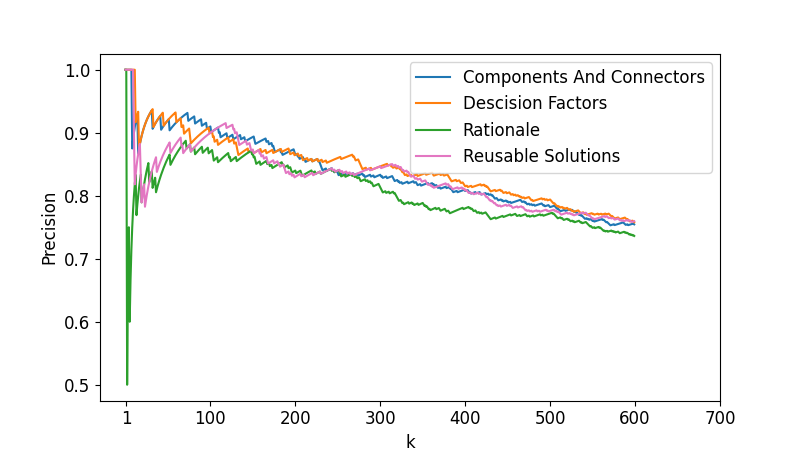 Components And Connectors
Descision Factors
Rationale
Reusable Solutions
1.0
0.9
0.8
0.7
0.6
0.5
Precision
1 100 200 300 400 500 600 700
k